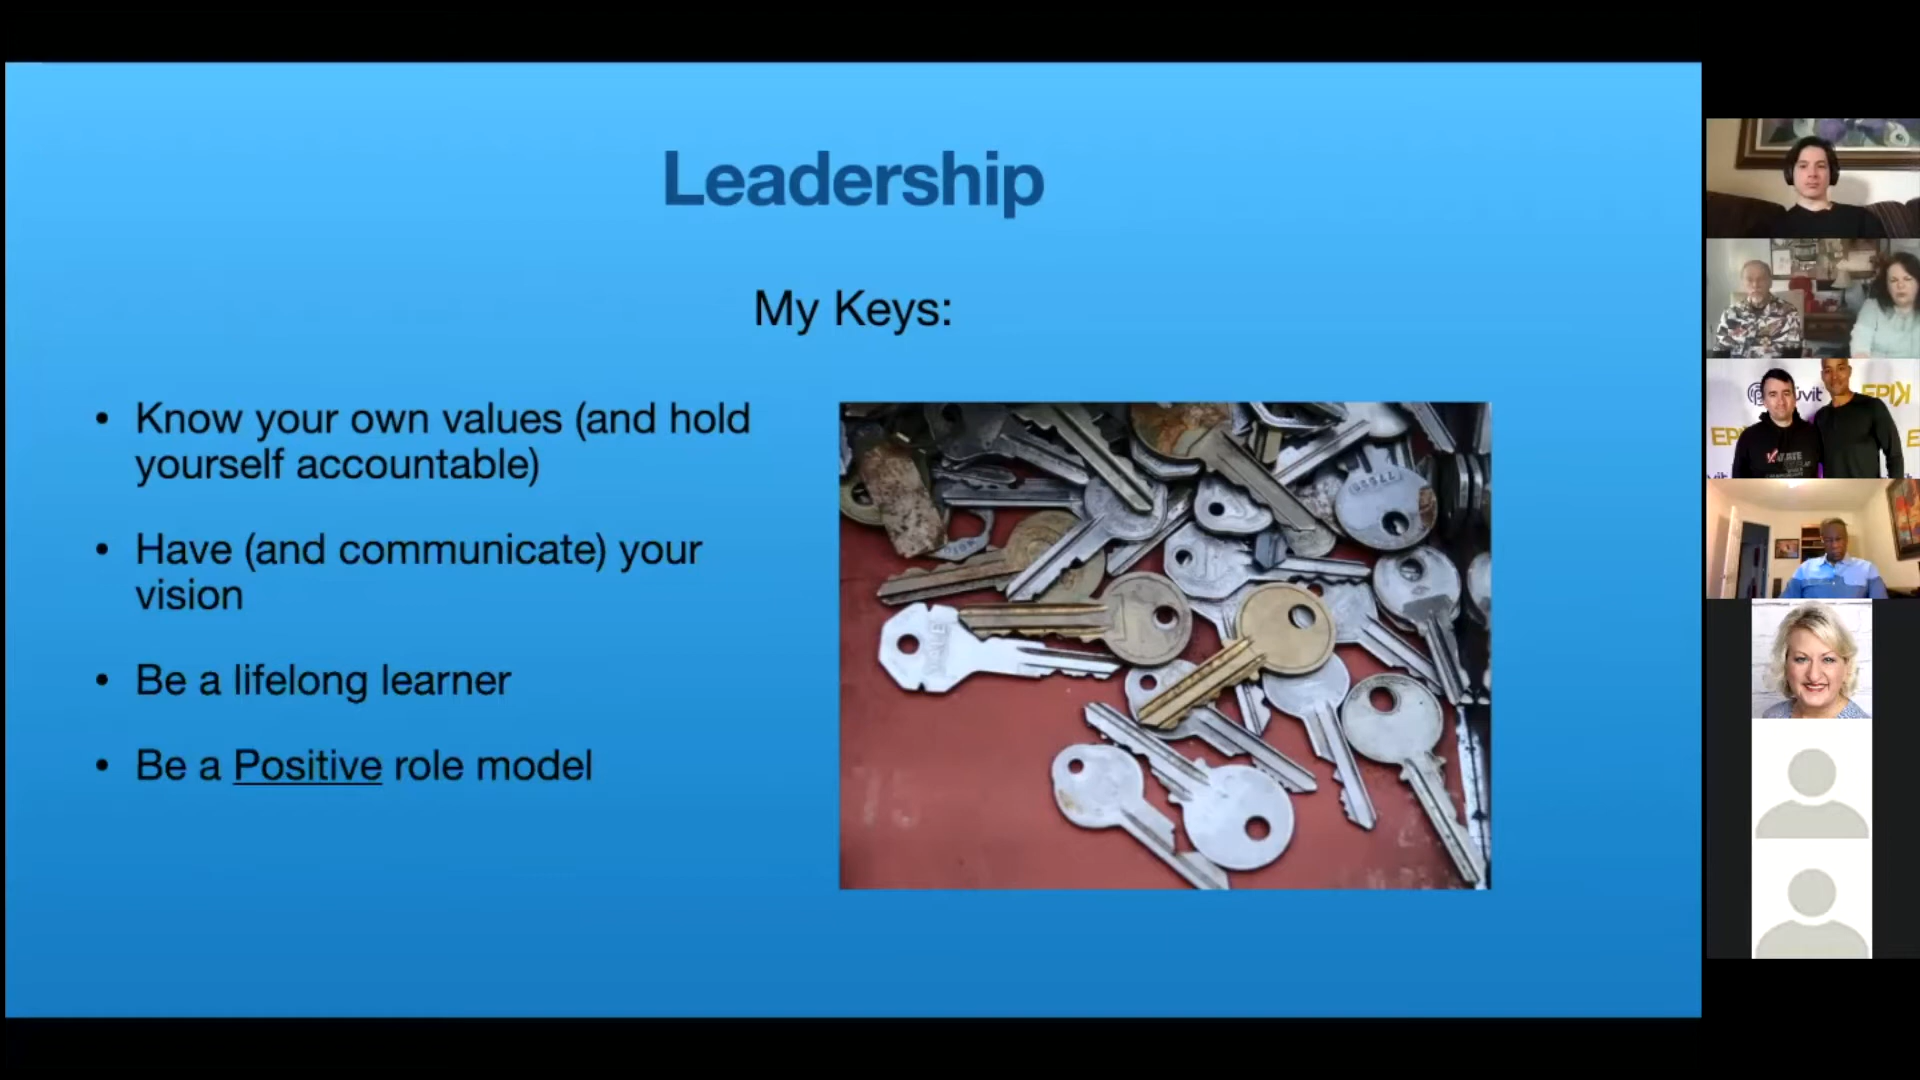 Leadership
My Keys:
• Know your own values (and hold
yourself accountable)
• Have (and communicate) your
vision
• Be a lifelong learner
• Be a Positive role model
EPIK